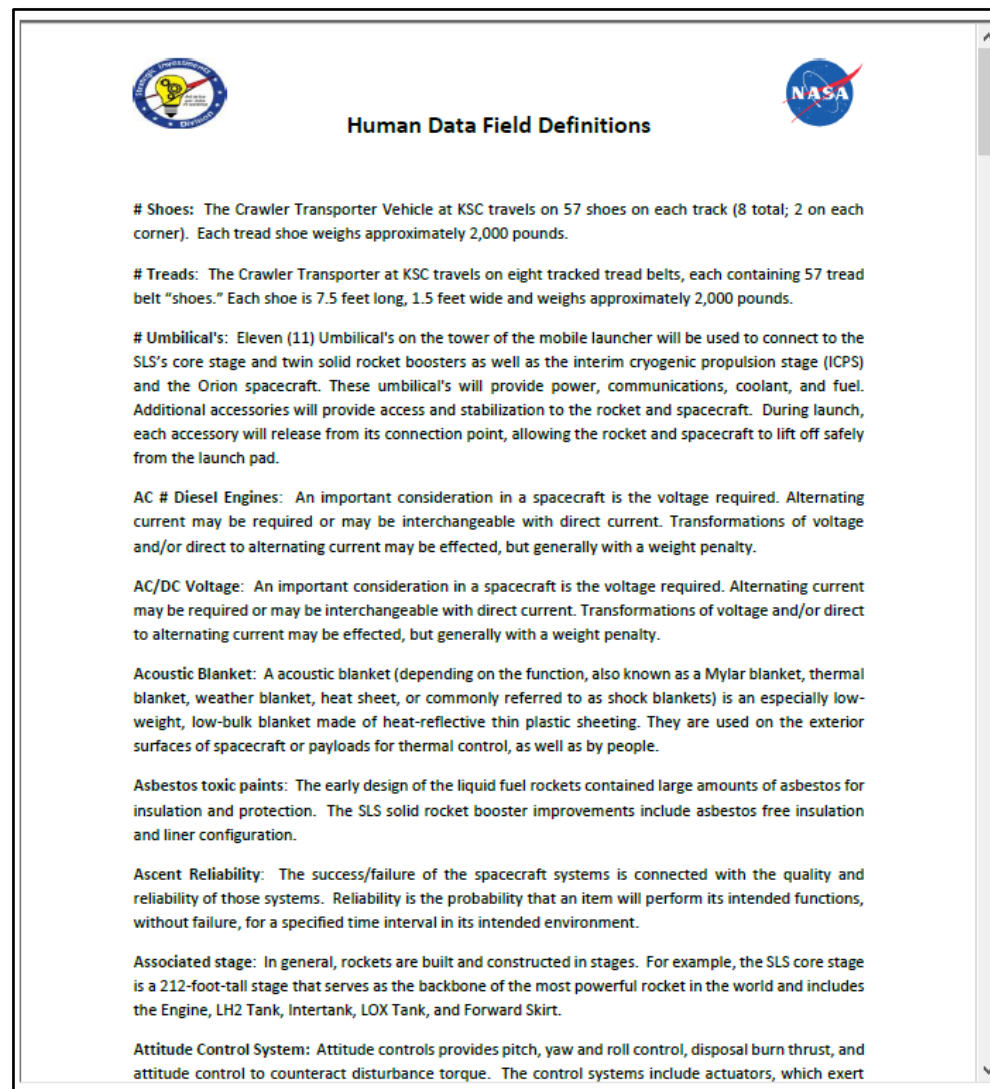 Strategic Investments
Division
NASA
Human Data Field Definitions
# Shoes: The Crawler Transporter Vehicle at KSC travels on 57 shoes on each track (8 total; 2 on each
corner). Each tread shoe weighs approximately 2,000 pounds.
# Treads: The Crawler Transporter at KSC travels on eight tracked tread belts, each containing 57 tread
belt “shoes.” Each shoe is 7.5 feet long, 1.5 feet wide and weighs approximately 2,000 pounds.
# Umbilical's: Eleven (11) Umbilical's on the tower of the mobile launcher will be used to connect to the
SLS’s core stage and twin solid rocket boosters as well as the interim cryogenic propulsion stage (ICPS)
and the Orion spacecraft. These umbilical's will provide power, communications, coolant, and fuel.
Additional accessories will provide access and stabilization to the rocket and spacecraft. During launch,
each accessory will release from its connection point, allowing the rocket and spacecraft to lift off safely
from the launch pad.
AC # Diesel Engines: An important consideration in a spacecraft is the voltage required. Alternating
current may be required or may be interchangeable with direct current. Transformations of voltage
and/or direct to alternating current may be effected, but generally with a weight penalty.
AC/DC Voltage: An important consideration in a spacecraft is the voltage required. Alternating current
may be required or may be interchangeable with direct current. Transformations of voltage and/or direct
to alternating current may be effected, but generally with a weight penalty.
Acoustic Blanket: A acoustic blanket (depending on the function, also known as a Mylar blanket, thermal
blanket, weather blanket, heat sheet, or commonly referred to as shock blankets) is an especially low-
weight, low-bulk blanket made of heat-reflective thin plastic sheeting. They are used on the exterior
surfaces of spacecraft or payloads for thermal control, as well as by people.
Asbestos toxic paints: The early design of the liquid fuel rockets contained large amounts of asbestos for
insulation and protection. The SLS solid rocket booster improvements include asbestos free insulation
and liner configuration.
Ascent Reliability: The success/failure of the spacecraft systems is connected with the quality and
reliability of those systems. Reliability is the probability that an item will perform its intended functions,
without failure, for a specified time interval in its intended environment.
Associated stage: In general, rockets are built and constructed in stages. For example, the SLS core stage
is a 212-foot-tall stage that serves as the backbone of the most powerful rocket in the world and includes
the Engine, LH2 Tank, Intertank, LOX Tank, and Forward Skirt.
Attitude Control System: Attitude controls provides pitch, yaw and roll control, disposal burn thrust, and
attitude control to counteract disturbance torque. The control systems include actuators, which exert